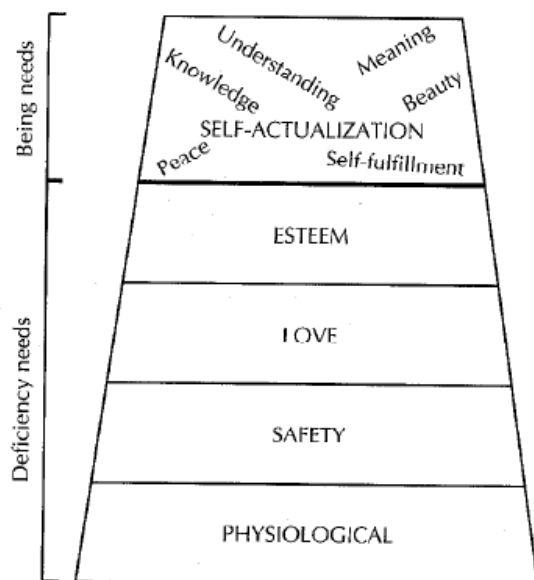 Being needs
Understanding
Meaning
Knowledge
Beauty
SELF-ACTUALIZATION
Peace
Self-fulfillment
Deficiency needs
ESTEEM
LOVE
SAFETY
PHYSIOLOGICAL